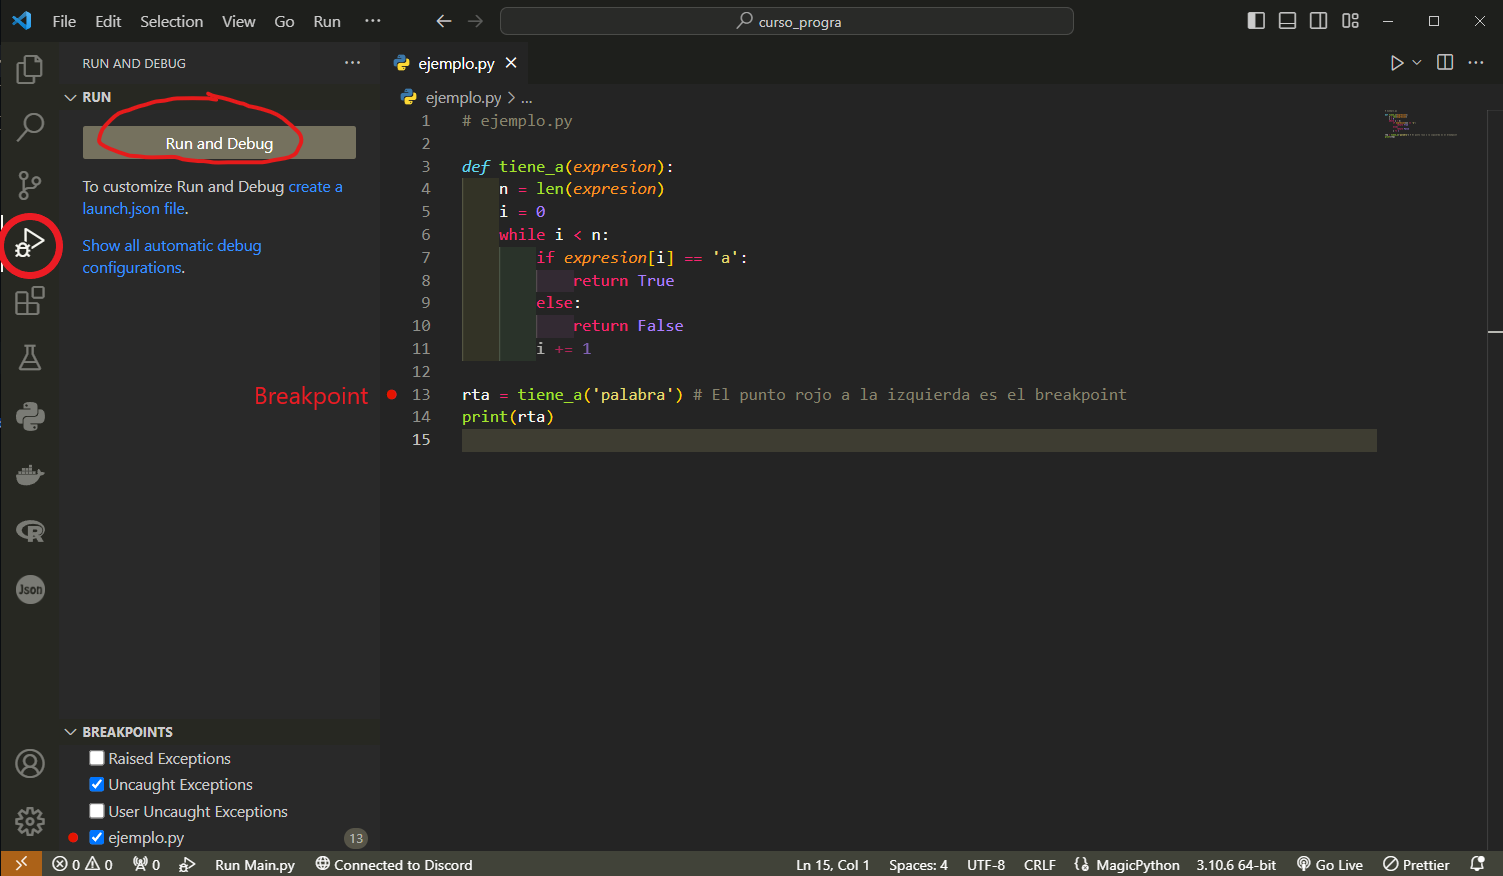 File Edit Selection View Go Run ···
curso_progra
RUN AND DEBUG ···
RUN
Run and Debug
To customize Run and Debug create a
launch.json file.
Show all automatic debug
configurations.
Breakpoint
BREAKPOINTS
Raised Exceptions
Uncaught Exceptions
User Uncaught Exceptions
ejemplo.py 13
Json
ejemplo.py
ejemplo.py > ...
1 # ejemplo.py
2
3 def tiene_a(expresion):
4 n = len(expresion)
5 i = 0
6 while i < n:
7 if expresion[i] == 'a':
8 return True
9 else:
10 return False
11 i += 1
12
13 rta = tiene_a('palabra') # El punto rojo a la izquierda es el breakpoint
14 print(rta)
15
0 0 0 Run Main.py Connected to Discord Ln 15, Col 1 Spaces: 4 UTF-8 CRLF MagicPython 3.10.6 64-bit Go Live Prettier